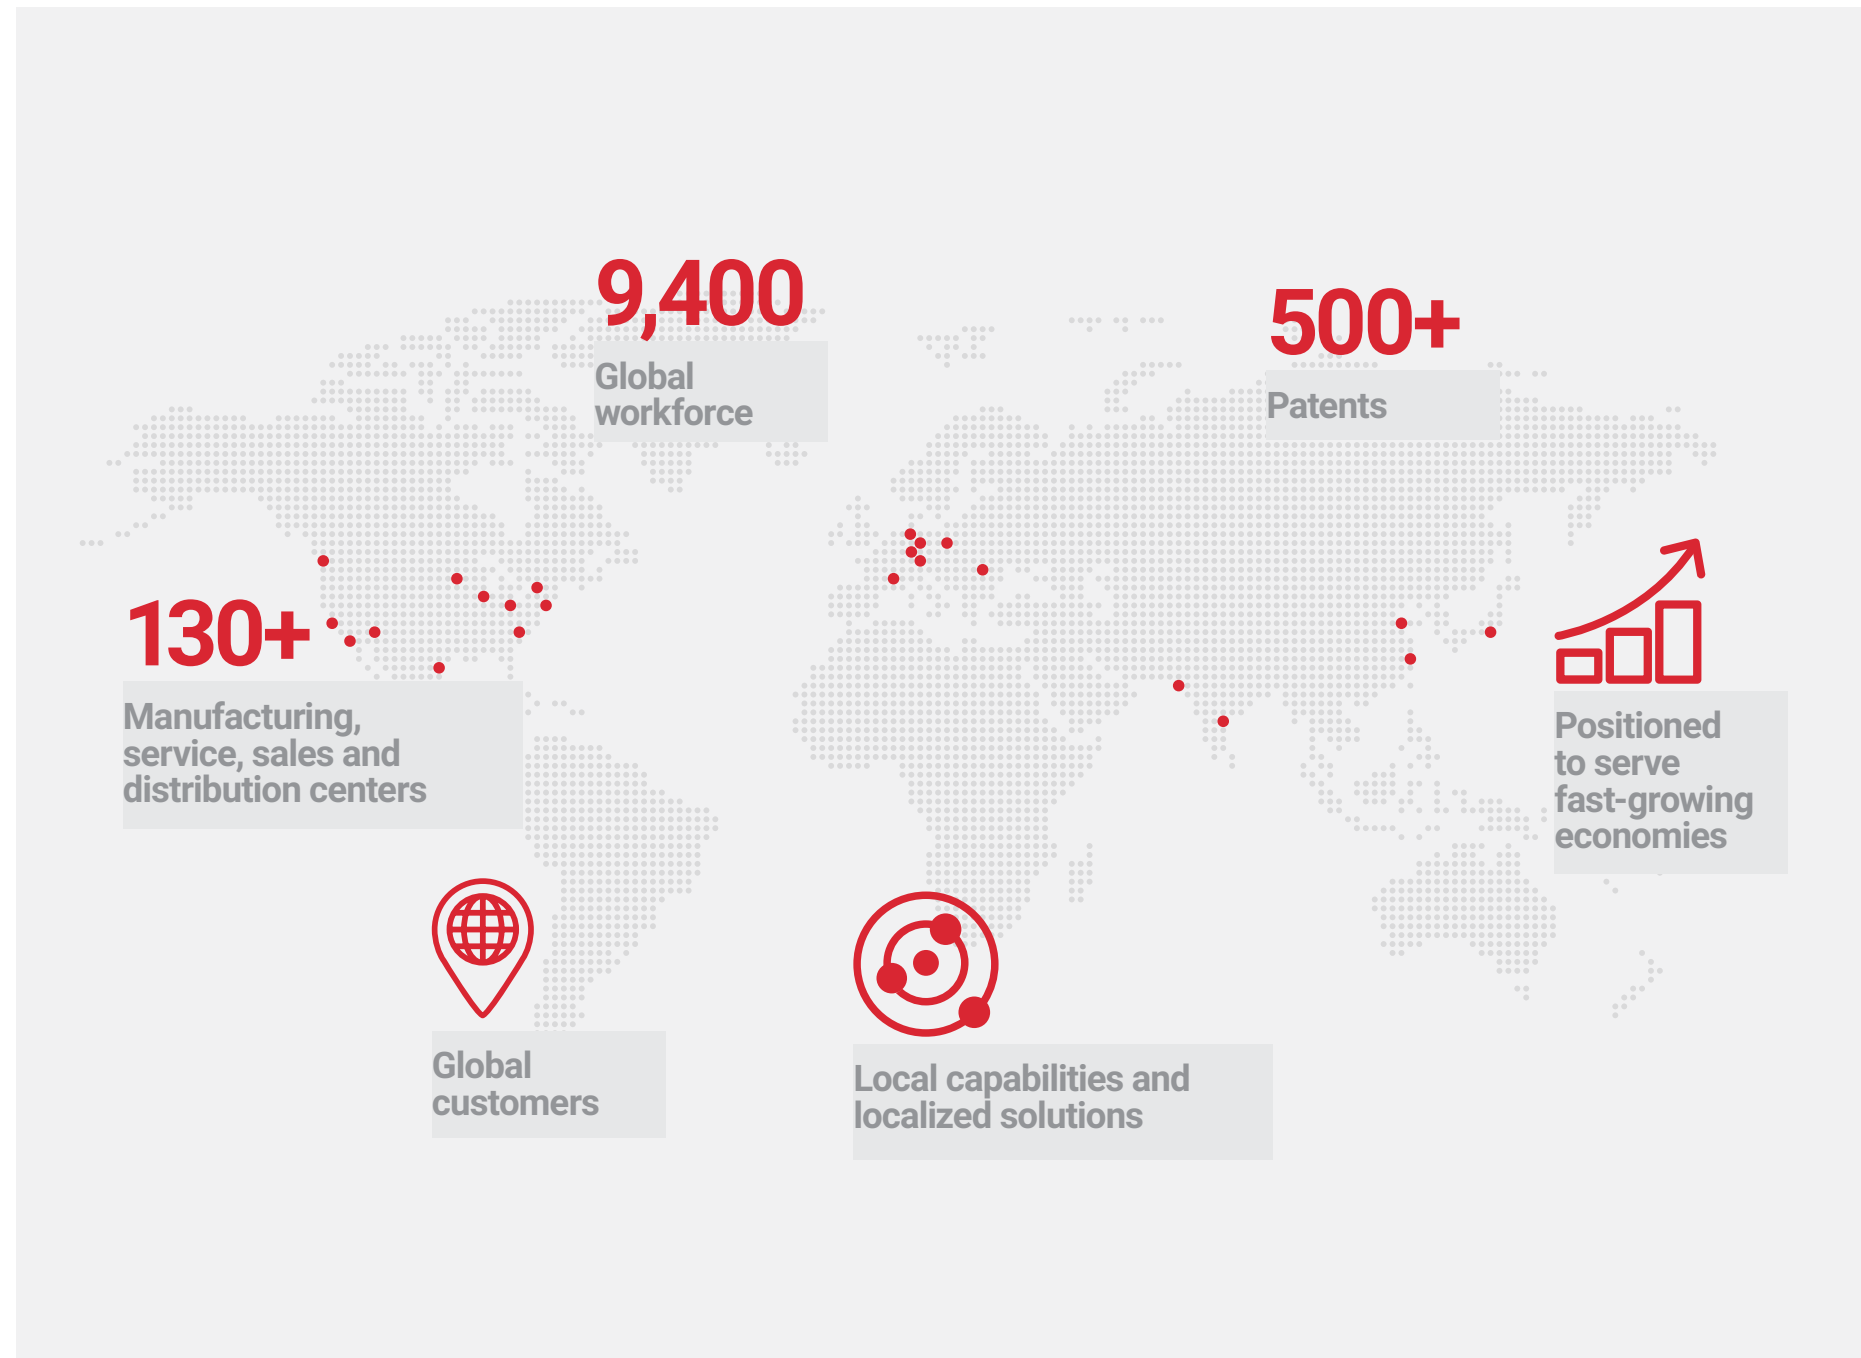 9,400
Global
workforce
500+
Patents
130+
Manufacturing,
service, sales and
distribution centers
Positioned
to serve
fast-growing
economies
Global
customers
Local capabilities and
localized solutions